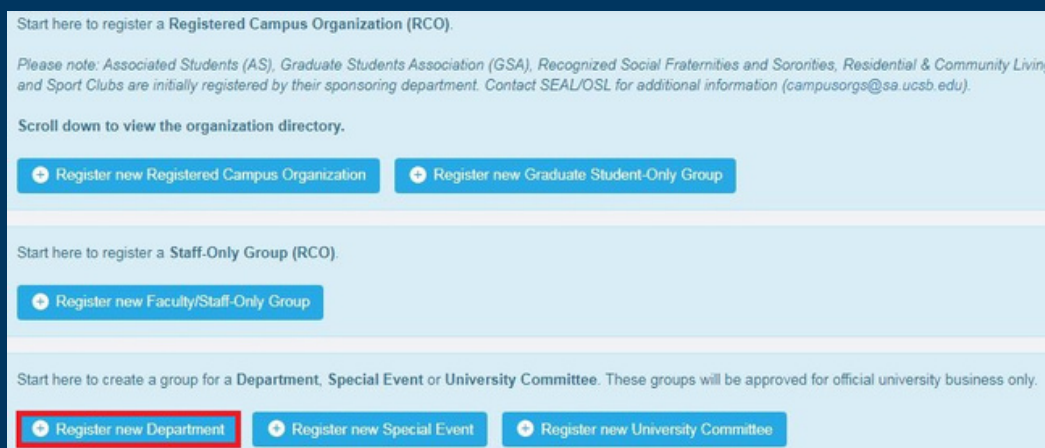 Start here to register a Registered Campus Organization (RCO).
Please note: Associated Students (AS), Graduate Students Association (GSA), Recognized Social Fraternities and Sororities, Residential & Community Living
and Sport Clubs are initially registered by their sponsoring department. Contact SEAL/OSL for additional information (campusorgs@sa.ucsb.edu).
Scroll down to view the organization directory.
Register new Registered Campus Organization
Register new Graduate Student-Only Group
Start here to register a Staff-Only Group (RCO).
Register new Faculty/Staff-Only Group
Start here to create a group for a Department, Special Event or University Committee. These groups will be approved for official university business only.
Register new Department
Register new Special Event
Register new University Committee